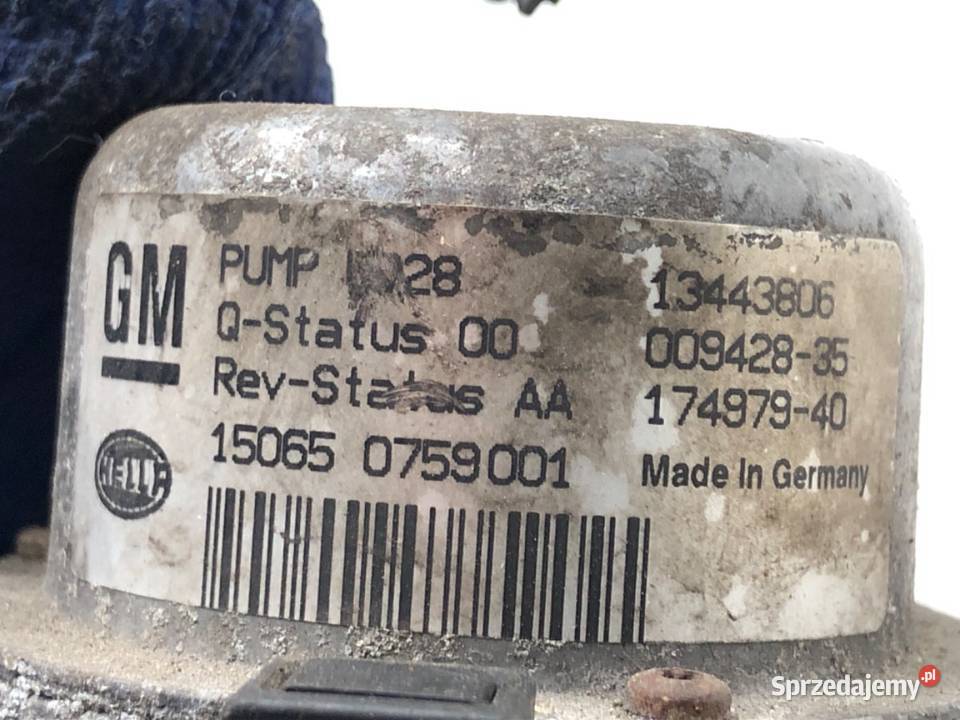 GM
PUMP 28
Q-Status 00
Rev-Status AA
15065 0759001
13443806
009428-35
174979-40
Made In Germany
HELLA
Sprzedajemy.pl